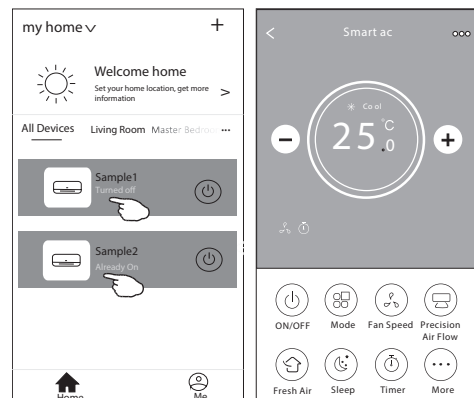 my home
+
Welcome home
Set your home location, get more
information
>
All Devices Living Room Master Bedroo ...
Sample1
Turned off
Sample2
Already On
Home
Me
< Smart ac ooo
Cool
25.0°C
- +
ON/OFF Mode Fan Speed Precision
Air Flow
Fresh Air Sleep Timer More